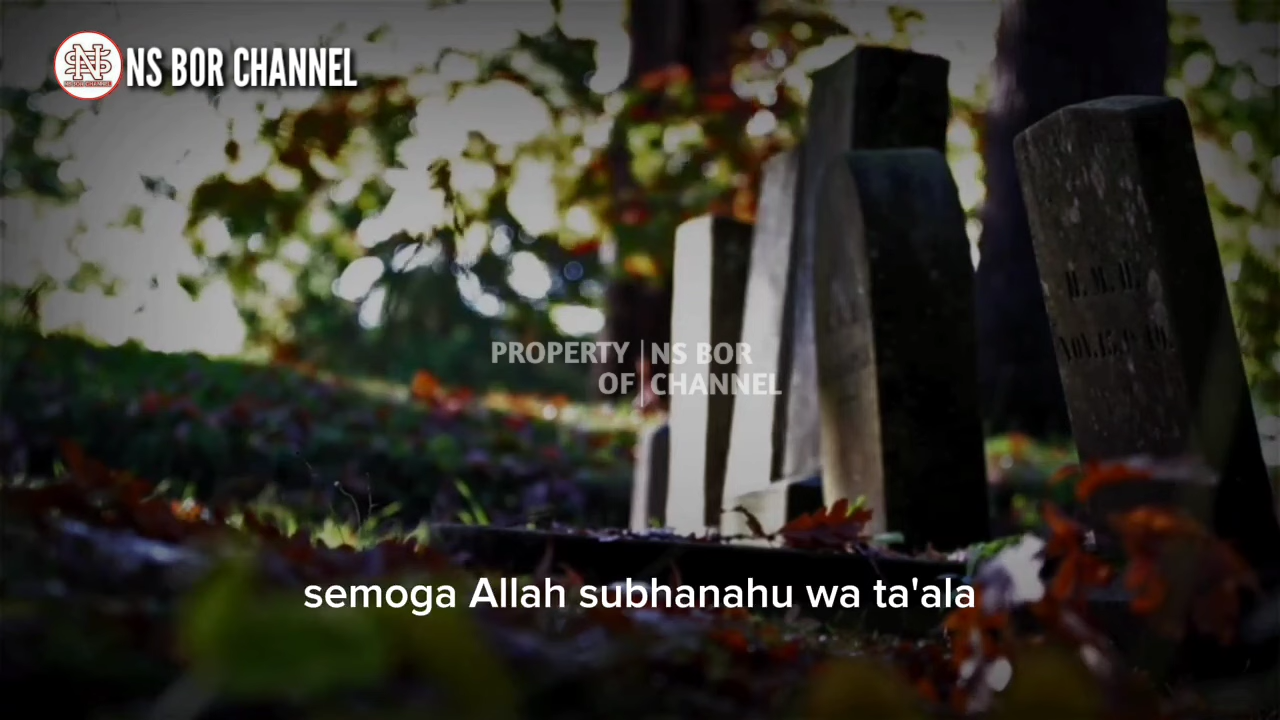 NS BOR CHANNEL
PROPERTY OF | NS BOR CHANNEL
semoga Allah subhanahu wa ta'ala